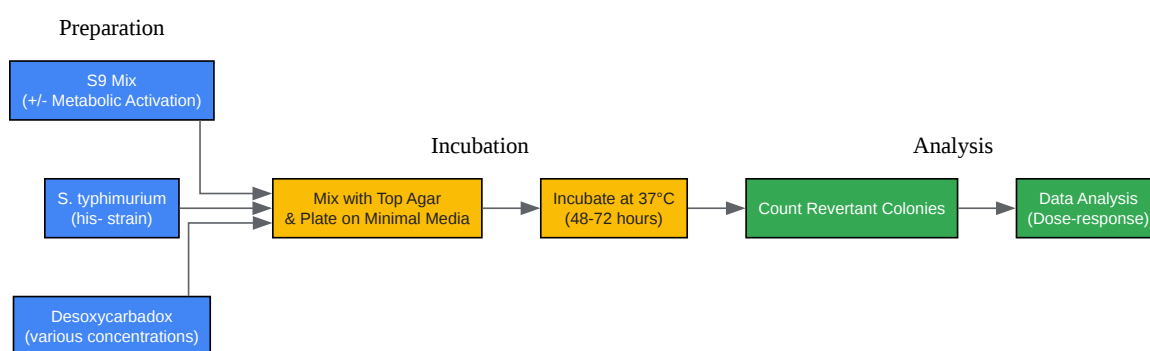 Preparation
S9 Mix
(+/- Metabolic Activation)
Incubation
Analysis
S. typhimurium
(his- strain)
Mix with Top Agar
& Plate on Minimal Media
Incubate at 37°C
(48-72 hours)
Count Revertant Colonies
Data Analysis
(Dose-response)
Desoxycarbadox
(various concentrations)